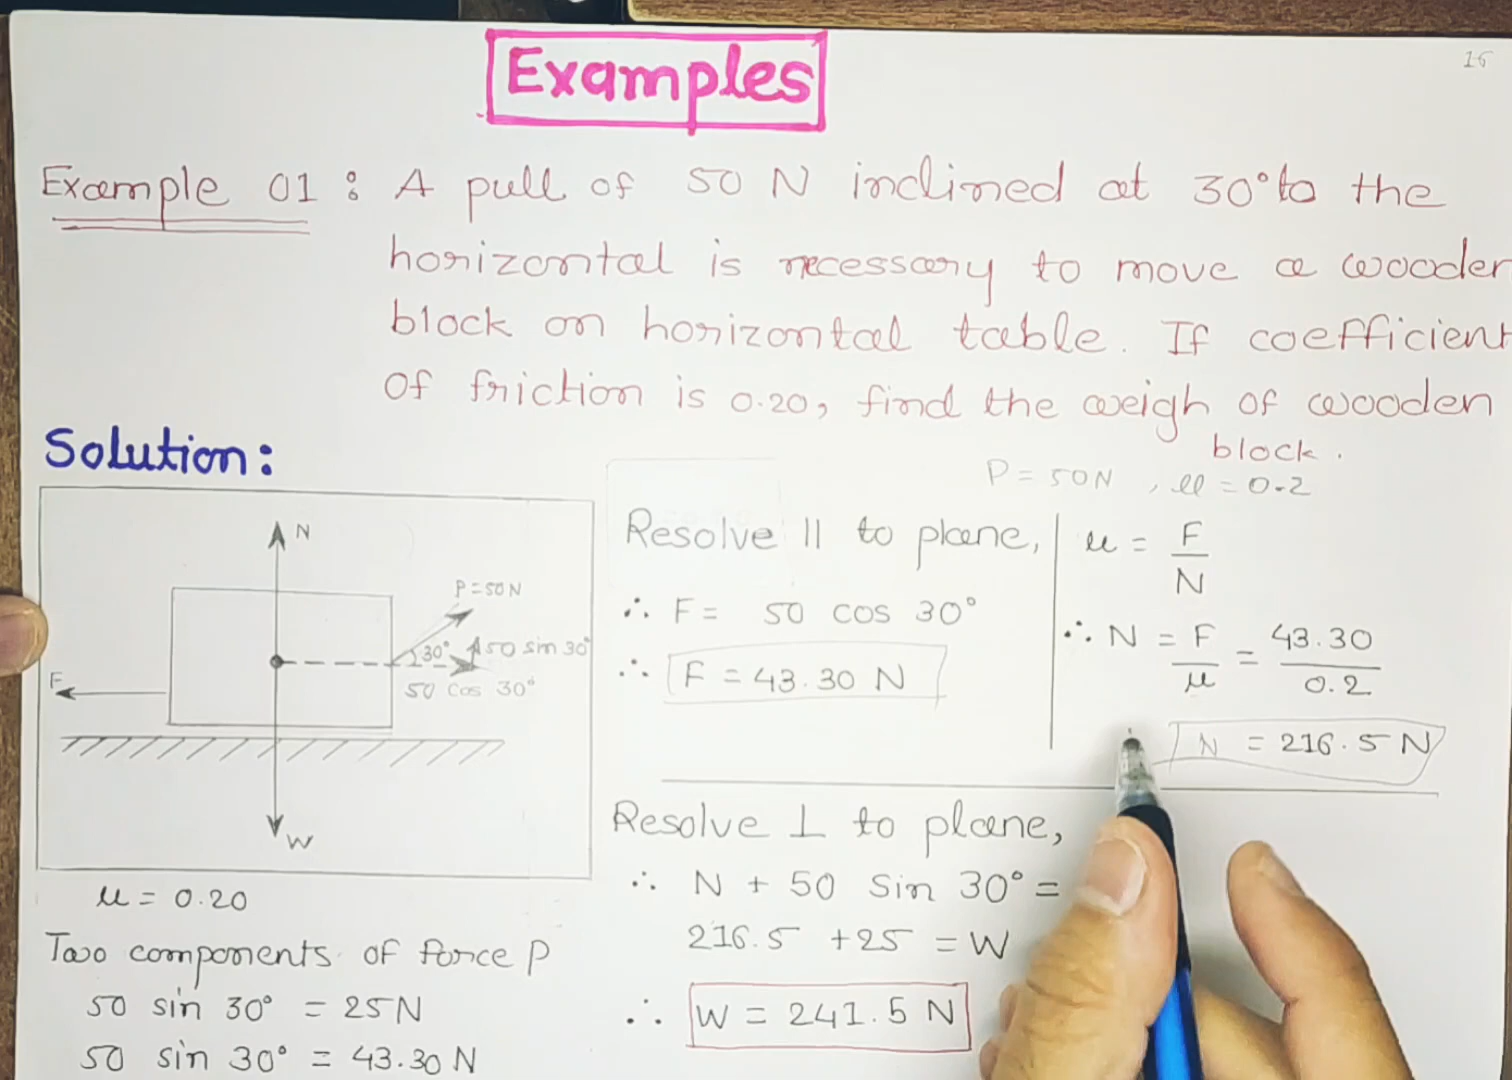 16
Examples
Example 01 : A pull of 50 N inclined at 30° to the
horizontal is necessary to move a wooden
block on horizontal table. If coefficient
of friction is 0.20, find the weigh of wooden
block.
Solution:
P = 50N , μ = 0.2
N
P = 50N
30°
50 sin 30°
50 cos 30°
F
W
μ = 0.20
Two components of force P
50 sin 30° = 25N
50 sin 30° = 43.30 N
Resolve || to plane,
∴ F = 50 cos 30°
∴ F = 43.30 N
μ = F/N
∴ N = F/μ = 43.30/0.2
N = 216.5 N
Resolve ⊥ to plane,
∴ N + 50 sin 30° =
216.5 + 25 = W
∴ W = 241.5 N